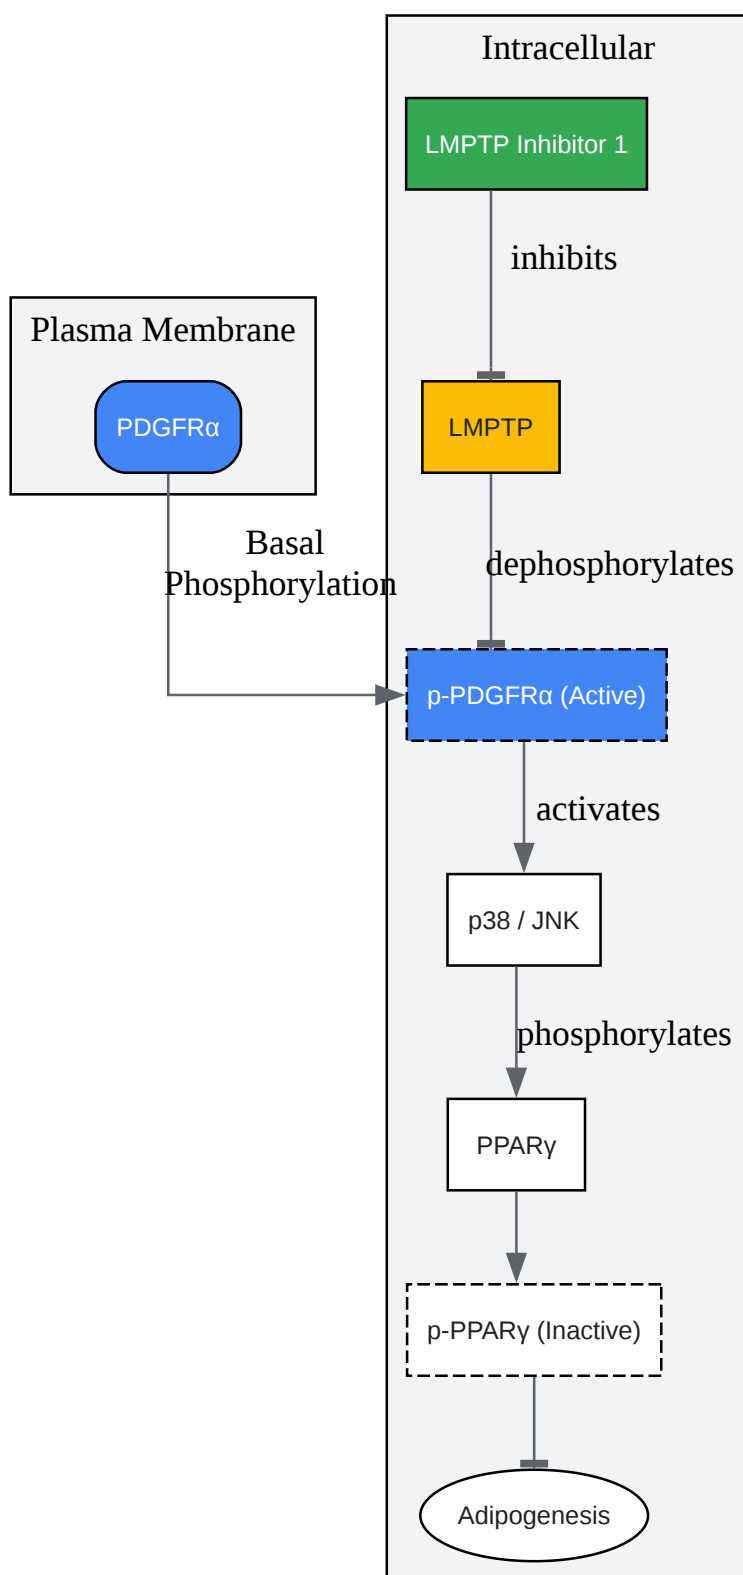 Intracellular
LMPTP Inhibitor 1
inhibits
Plasma Membrane
PDGFRα
LMPTP
Basal
Phosphorylation
dephosphorylates
p-PDGFRα (Active)
activates
p38 / JNK
phosphorylates
PPARγ
p-PPARγ (Inactive)
Adipogenesis